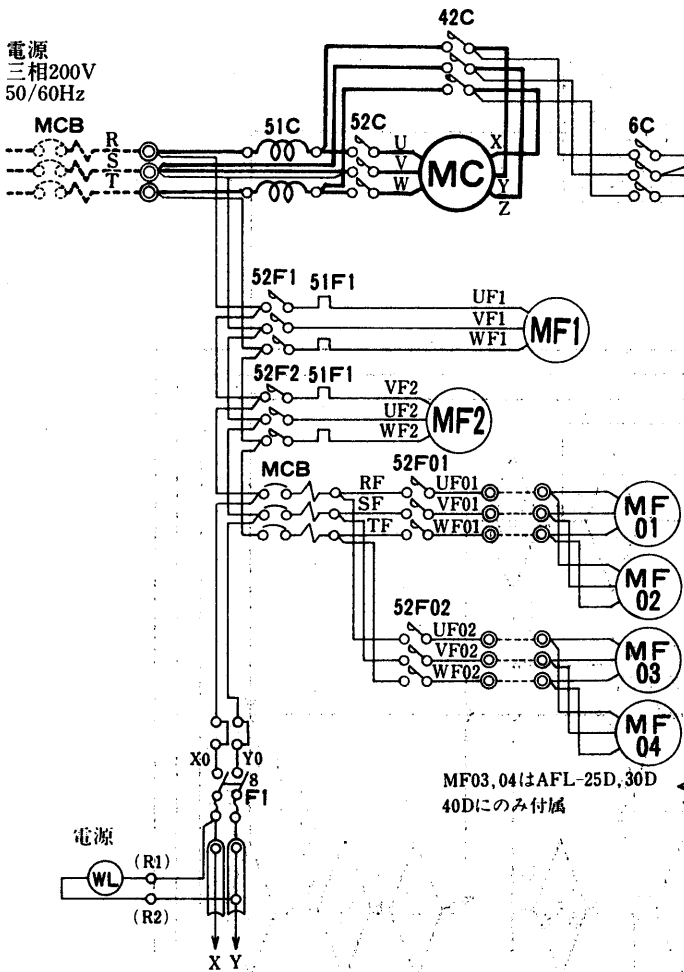 42C
電源
三相200V
50/60Hz
MCB
51C
52C
6C
R
S
T
U
V
W
MC
X
Y
Z
52F1
51F1
UF1
VF1
WF1
MF1
52F2
51F1
VF2
UF2
WF2
MF2
MCB
RF
SF
TF
52F01
UF01
VF01
WF01
MF
01
MF
02
52F02
UF02
VF02
WF02
MF
03
MF
04
X0
Y0
8
F1
MF03,04はAFL-25D,30D
40Dにのみ付属
電源
WL
(R1)
(R2)
X
Y